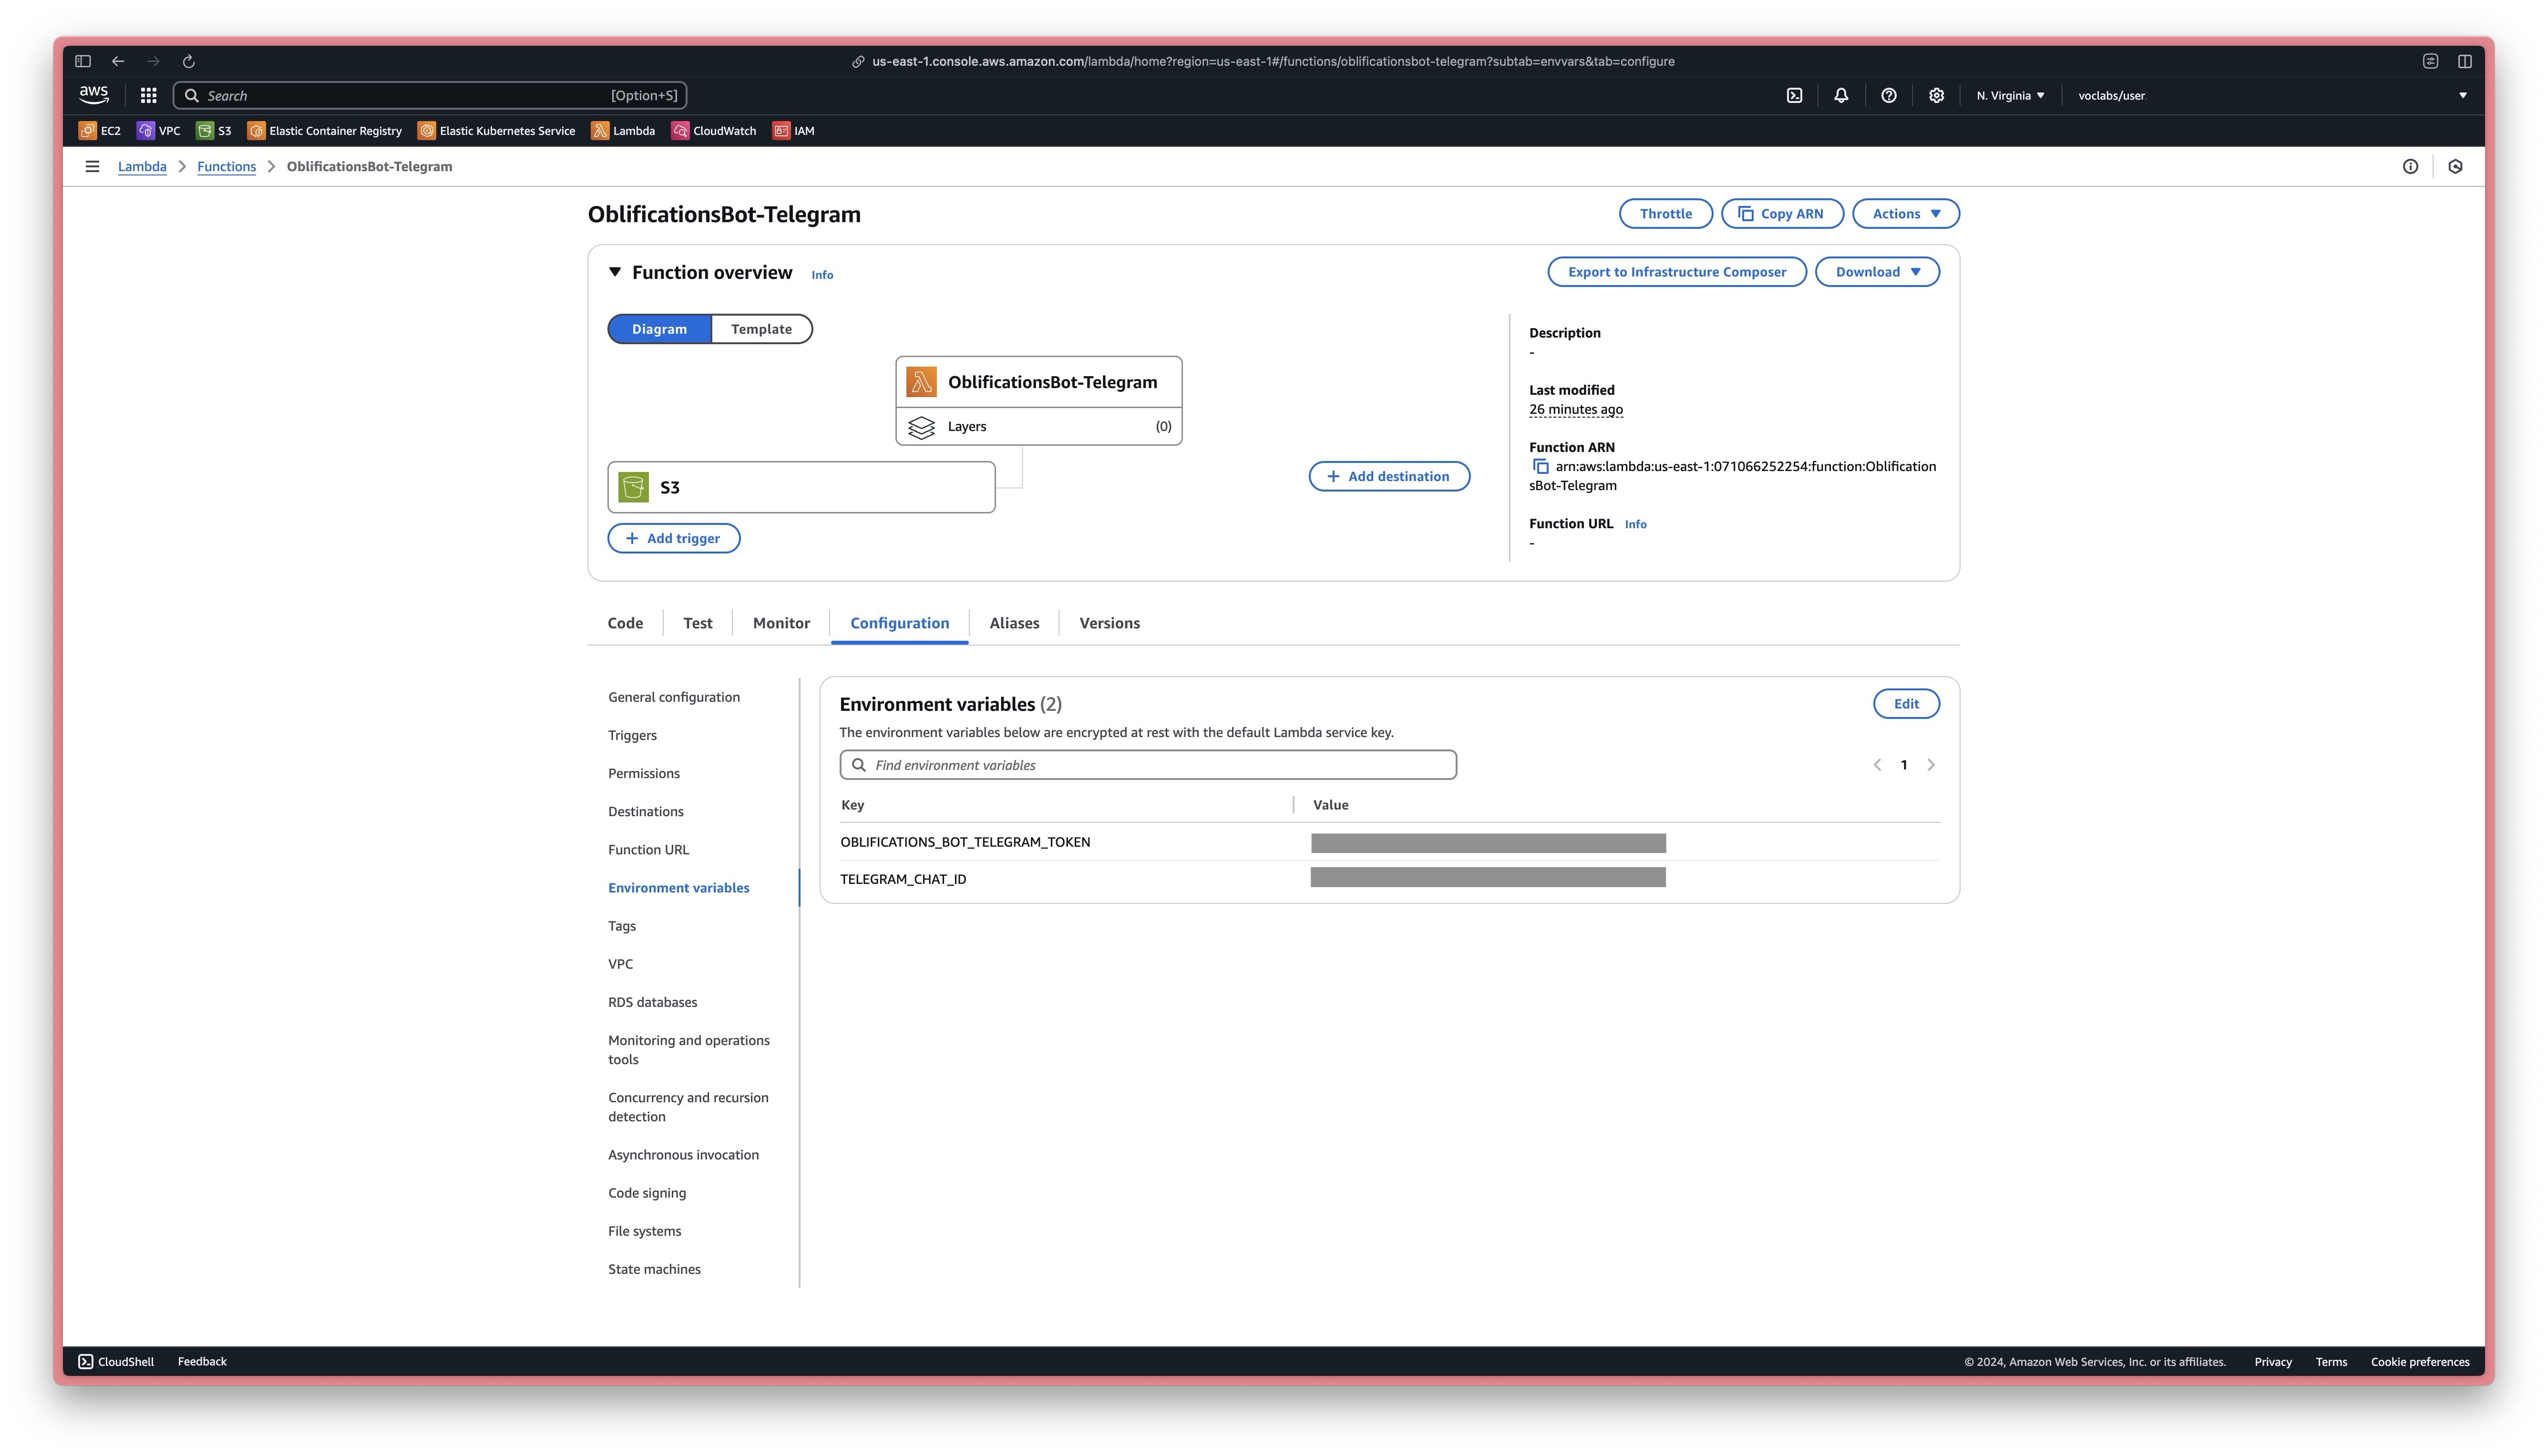 us-east-1.console.aws.amazon.com/lambda/home?region=us-east-1#/functions/oblificationsbot-telegram?subtab=envvars&tab=configure
aws
Search [Option+S]
N. Virginia
voclabs/user
EC2 VPC S3 Elastic Container Registry Elastic Kubernetes Service Lambda CloudWatch IAM
Lambda Functions OblificationsBot-Telegram
OblificationsBot-Telegram
Throttle Copy ARN Actions
Function overview Info
Export to Infrastructure Composer Download
Diagram Template
OblificationsBot-Telegram
Layers (0)
S3
Add trigger
Add destination
Description
-
Last modified
26 minutes ago
Function ARN
arn:aws:lambda:us-east-1:071066252254:function:Oblification
sBot-Telegram
Function URL Info
-
Code Test Monitor Configuration Aliases Versions
General configuration
Triggers
Permissions
Destinations
Function URL
Environment variables
Tags
VPC
RDS databases
Monitoring and operations
tools
Concurrency and recursion
detection
Asynchronous invocation
Code signing
File systems
State machines
Environment variables (2)
Edit
The environment variables below are encrypted at rest with the default Lambda service key.
Find environment variables
1
Key Value
OBLIFICATIONS_BOT_TELEGRAM_TOKEN
TELEGRAM_CHAT_ID
CloudShell Feedback
© 2024, Amazon Web Services, Inc. or its affiliates. Privacy Terms Cookie preferences